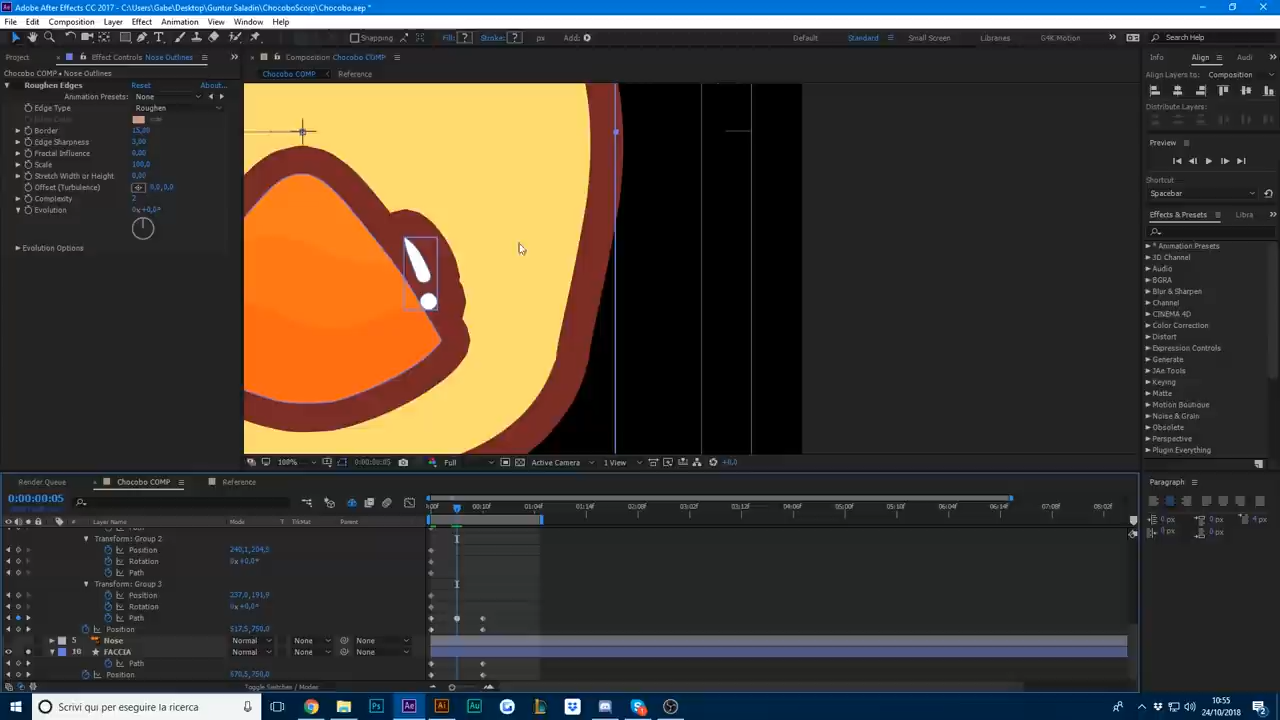 Adobe After Effects CC 2017 - C:\Users\Gabe\Desktop\Guntur Saladin\ChocoboScorp\Chocobo.aep *
File Edit Composition Layer Effect Animation View Window Help
Snapping Fill: ? Stroke: ? px Add: Default Standard Small Screen Libraries G4KMotion Search Help
Project Effect Controls Nose Outlines Composition Chocobo COMP Info Align Audi
Chocobo COMP • Nose Outlines Chocobo COMP Reference Align Layers to: Composition
Roughen Edges Reset About...
Animation Presets: None
Edge Type Roughen Distribute Layers:
Border 15,00
Edge Sharpness 3,00 Preview
Fractal Influence 0,00
Scale 100,0
Stretch Width or Height 0,00 Shortcut
Offset (Turbulence) 0,0,0,0 Spacebar
Complexity 2
Evolution 0x+0,0° Effects & Presets Libra
Evolution Options
* Animation Presets
3D Channel
Audio
BGRA
Blur & Sharpen
Channel
CINEMA 4D
Color Correction
Distort
Expression Controls
Generate
JAe Tools
Keying
Matte
Motion Boutique
Noise & Grain
Obsolete
Perspective
Plugin Everything
100% 0:00:00:05 Full Active Camera 1 View +0,0
Render Queue Chocobo COMP Reference Paragraph
0:00:00:05
00f 00:10f 01:04f 01:14f 02:08f 03:02f 03:12f 04:06f 05:00f 05:10f 06:04f 06:14f 07:08f 08:02f
# Layer Name Mode T TrkMat Parent
0 px 0 px 4 px
0 px 0 px
Transform: Group 2
Position 240,1,204,3
Rotation 0x+0,0°
Path
Transform: Group 3
Position 237,0,191,9
Rotation 0x+0,0°
Path
Position 517,5,750,0
5 Nose Normal None None
10 FACCIA Normal None None
Path
Position 670,5,750,0
Toggle Switches / Modes
Scrivi qui per eseguire la ricerca
10:55
24/10/2018